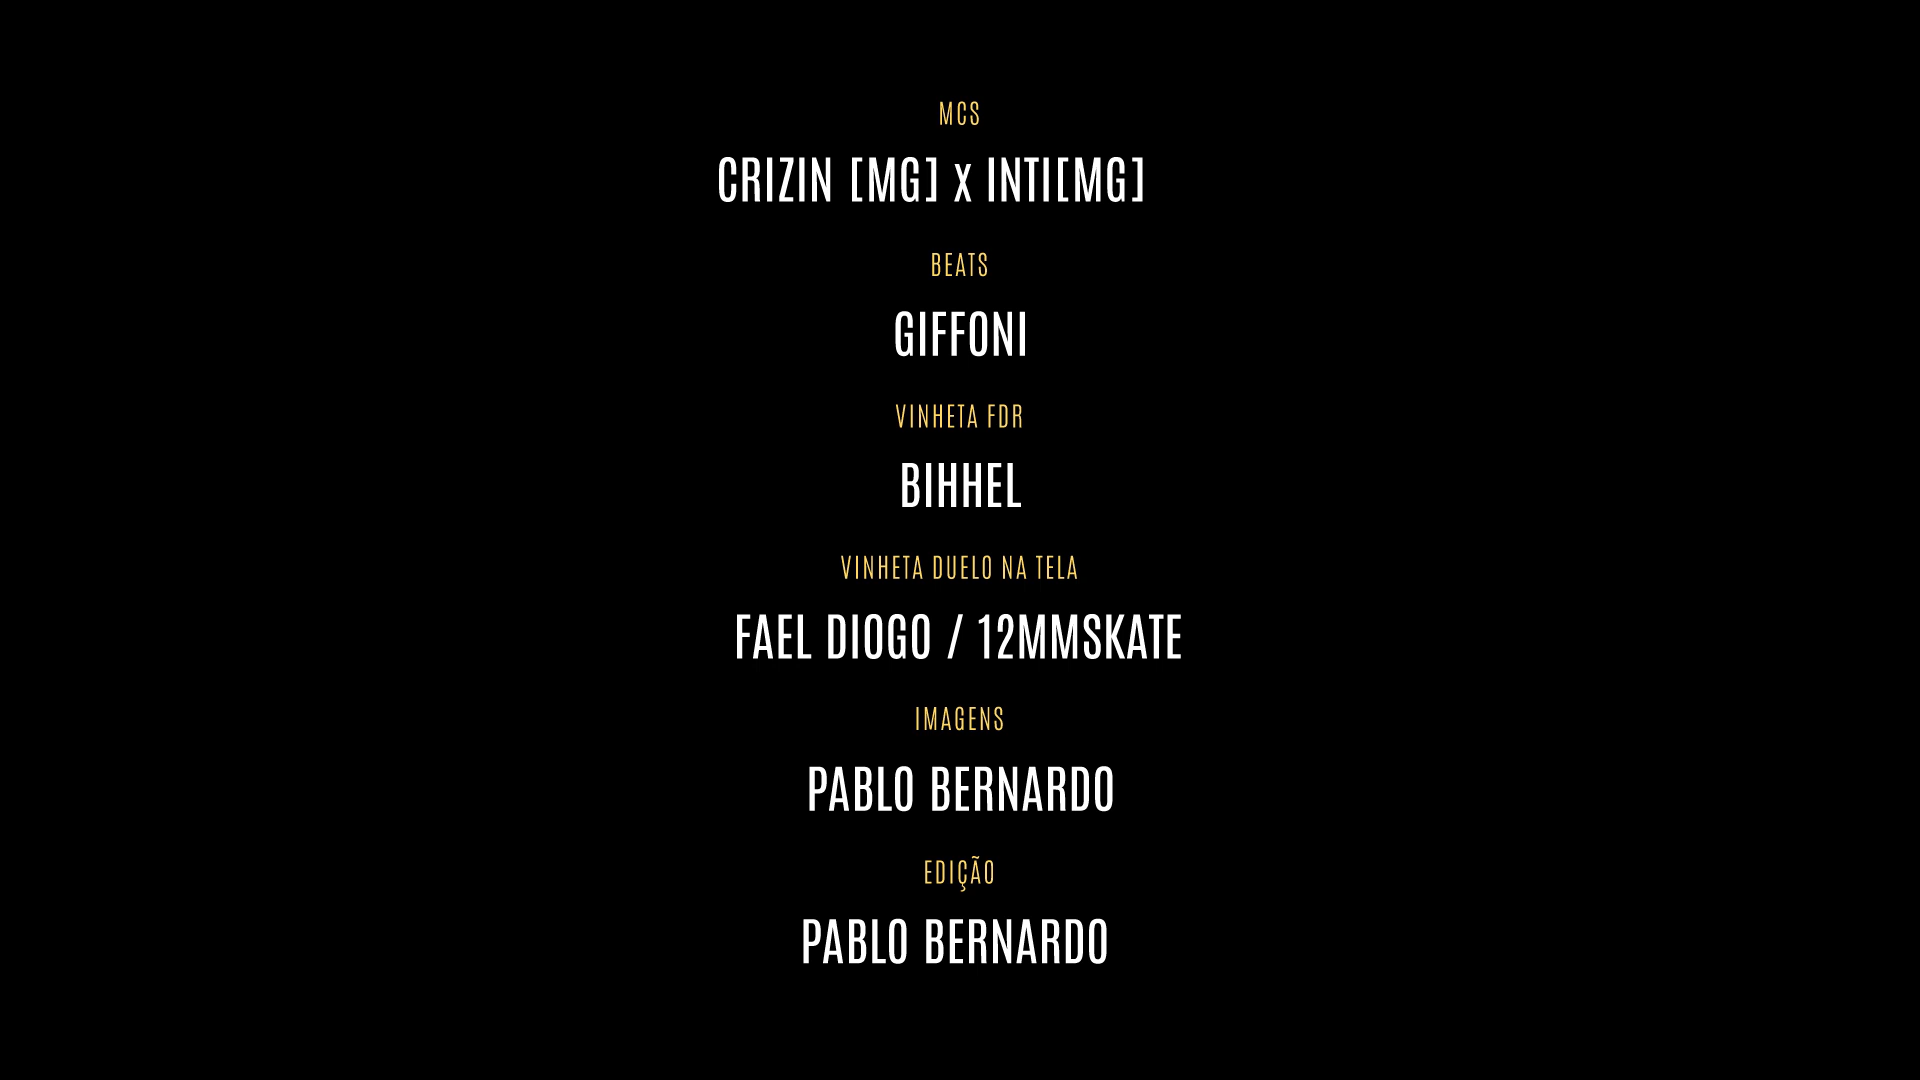 MCS
CRIZIN [MG] x INTI[MG]
BEATS
GIFFONI
VINHETA FDR
BIHHEL
VINHETA DUELO NA TELA
FAEL DIOGO / 12MMSKATE
IMAGENS
PABLO BERNARDO
EDIÇÃO
PABLO BERNARDO